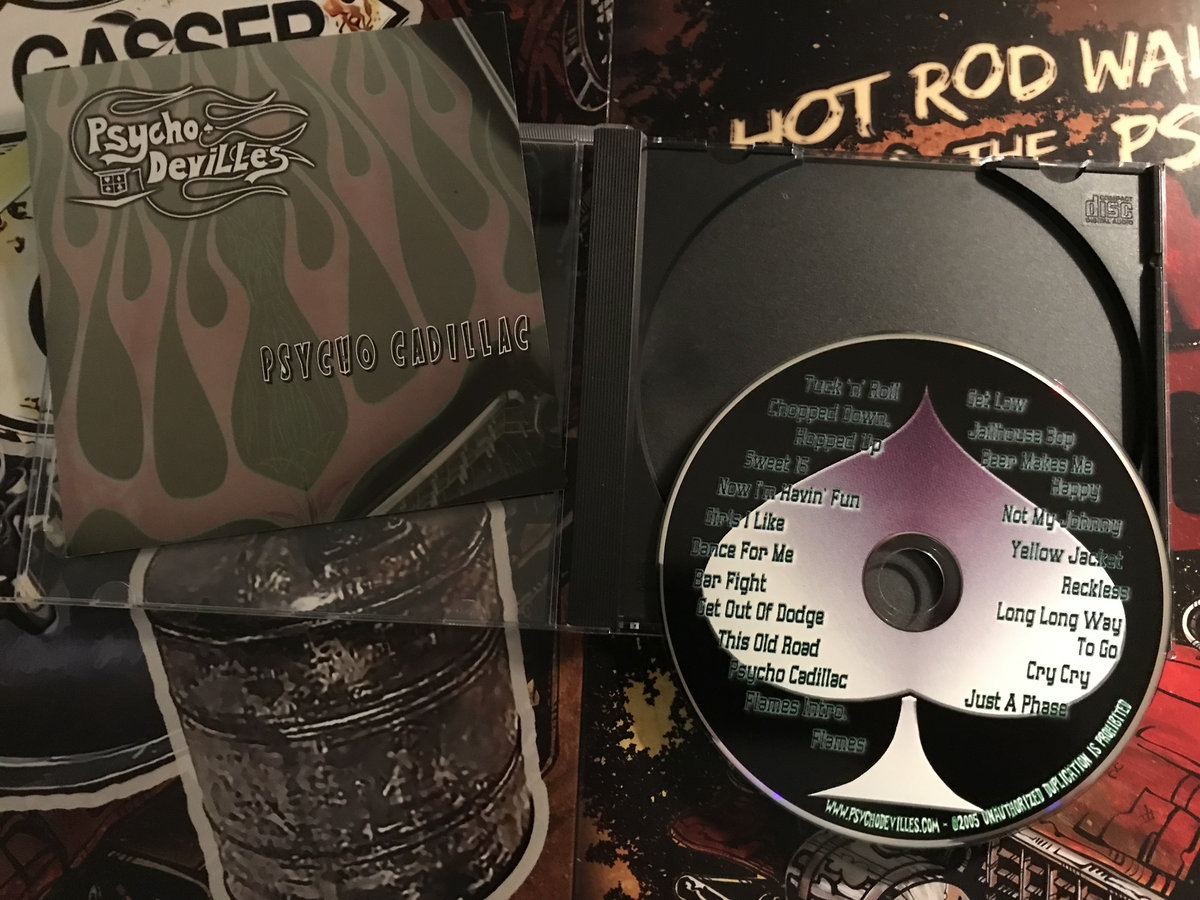 GASSER
Psycho
DeviLLes
PSYCHO CADILLAC
HOT ROD
THE PS
COMPACT
disc
DIGITAL AUDIO
Tuck 'n' Roll
Chopped Down,
Hopped Up
Sweet 16
Now I'm Havin' Fun
Girls I Like
Dance For Me
Bar Fight
Get Out Of Dodge
This Old Road
Psycho Cadillac
Flames Intro.
Flames
Get Low
Jailhouse Bop
Beer Makes Me
Happy
Not My Johnny
Yellow Jacket
Reckless
Long Long Way
To Go
Cry Cry
Just A Phase
WWW.PSYCHODEVILLES.COM - ©2005 UNAUTHORIZED DUPLICATION IS PROHIBITED